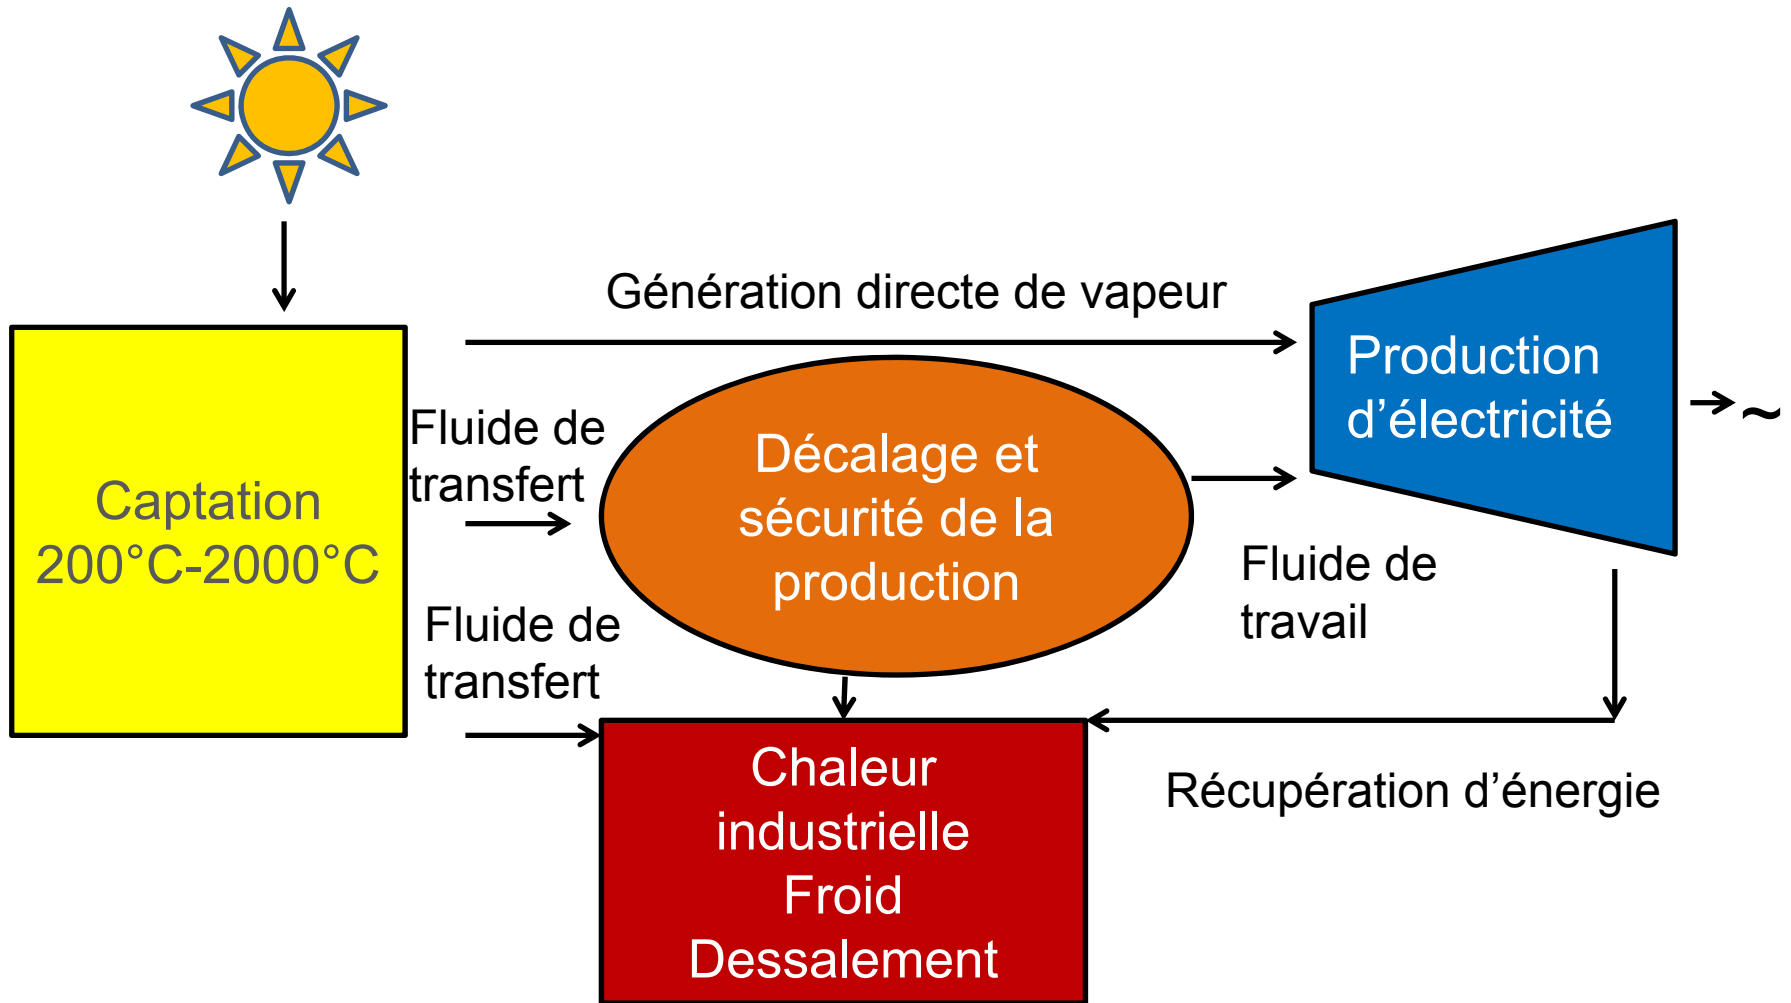 Génération directe de vapeur
Production
d’électricité
~
Fluide de
transfert
Décalage et
sécurité de la
production
Captation
200°C-2000°C
Fluide de
travail
Fluide de
transfert
Chaleur
industrielle
Froid
Dessalement
Récupération d’énergie